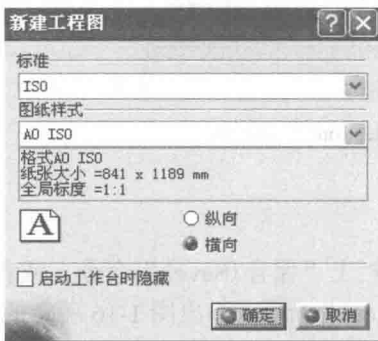 新建工程图
标准
ISO
图纸样式
A0 ISO
格式A0 ISO
纸张大小 =841 x 1189 mm
全局标度 =1:1
A
纵向
横向
启动工作台时隐藏
确定 取消